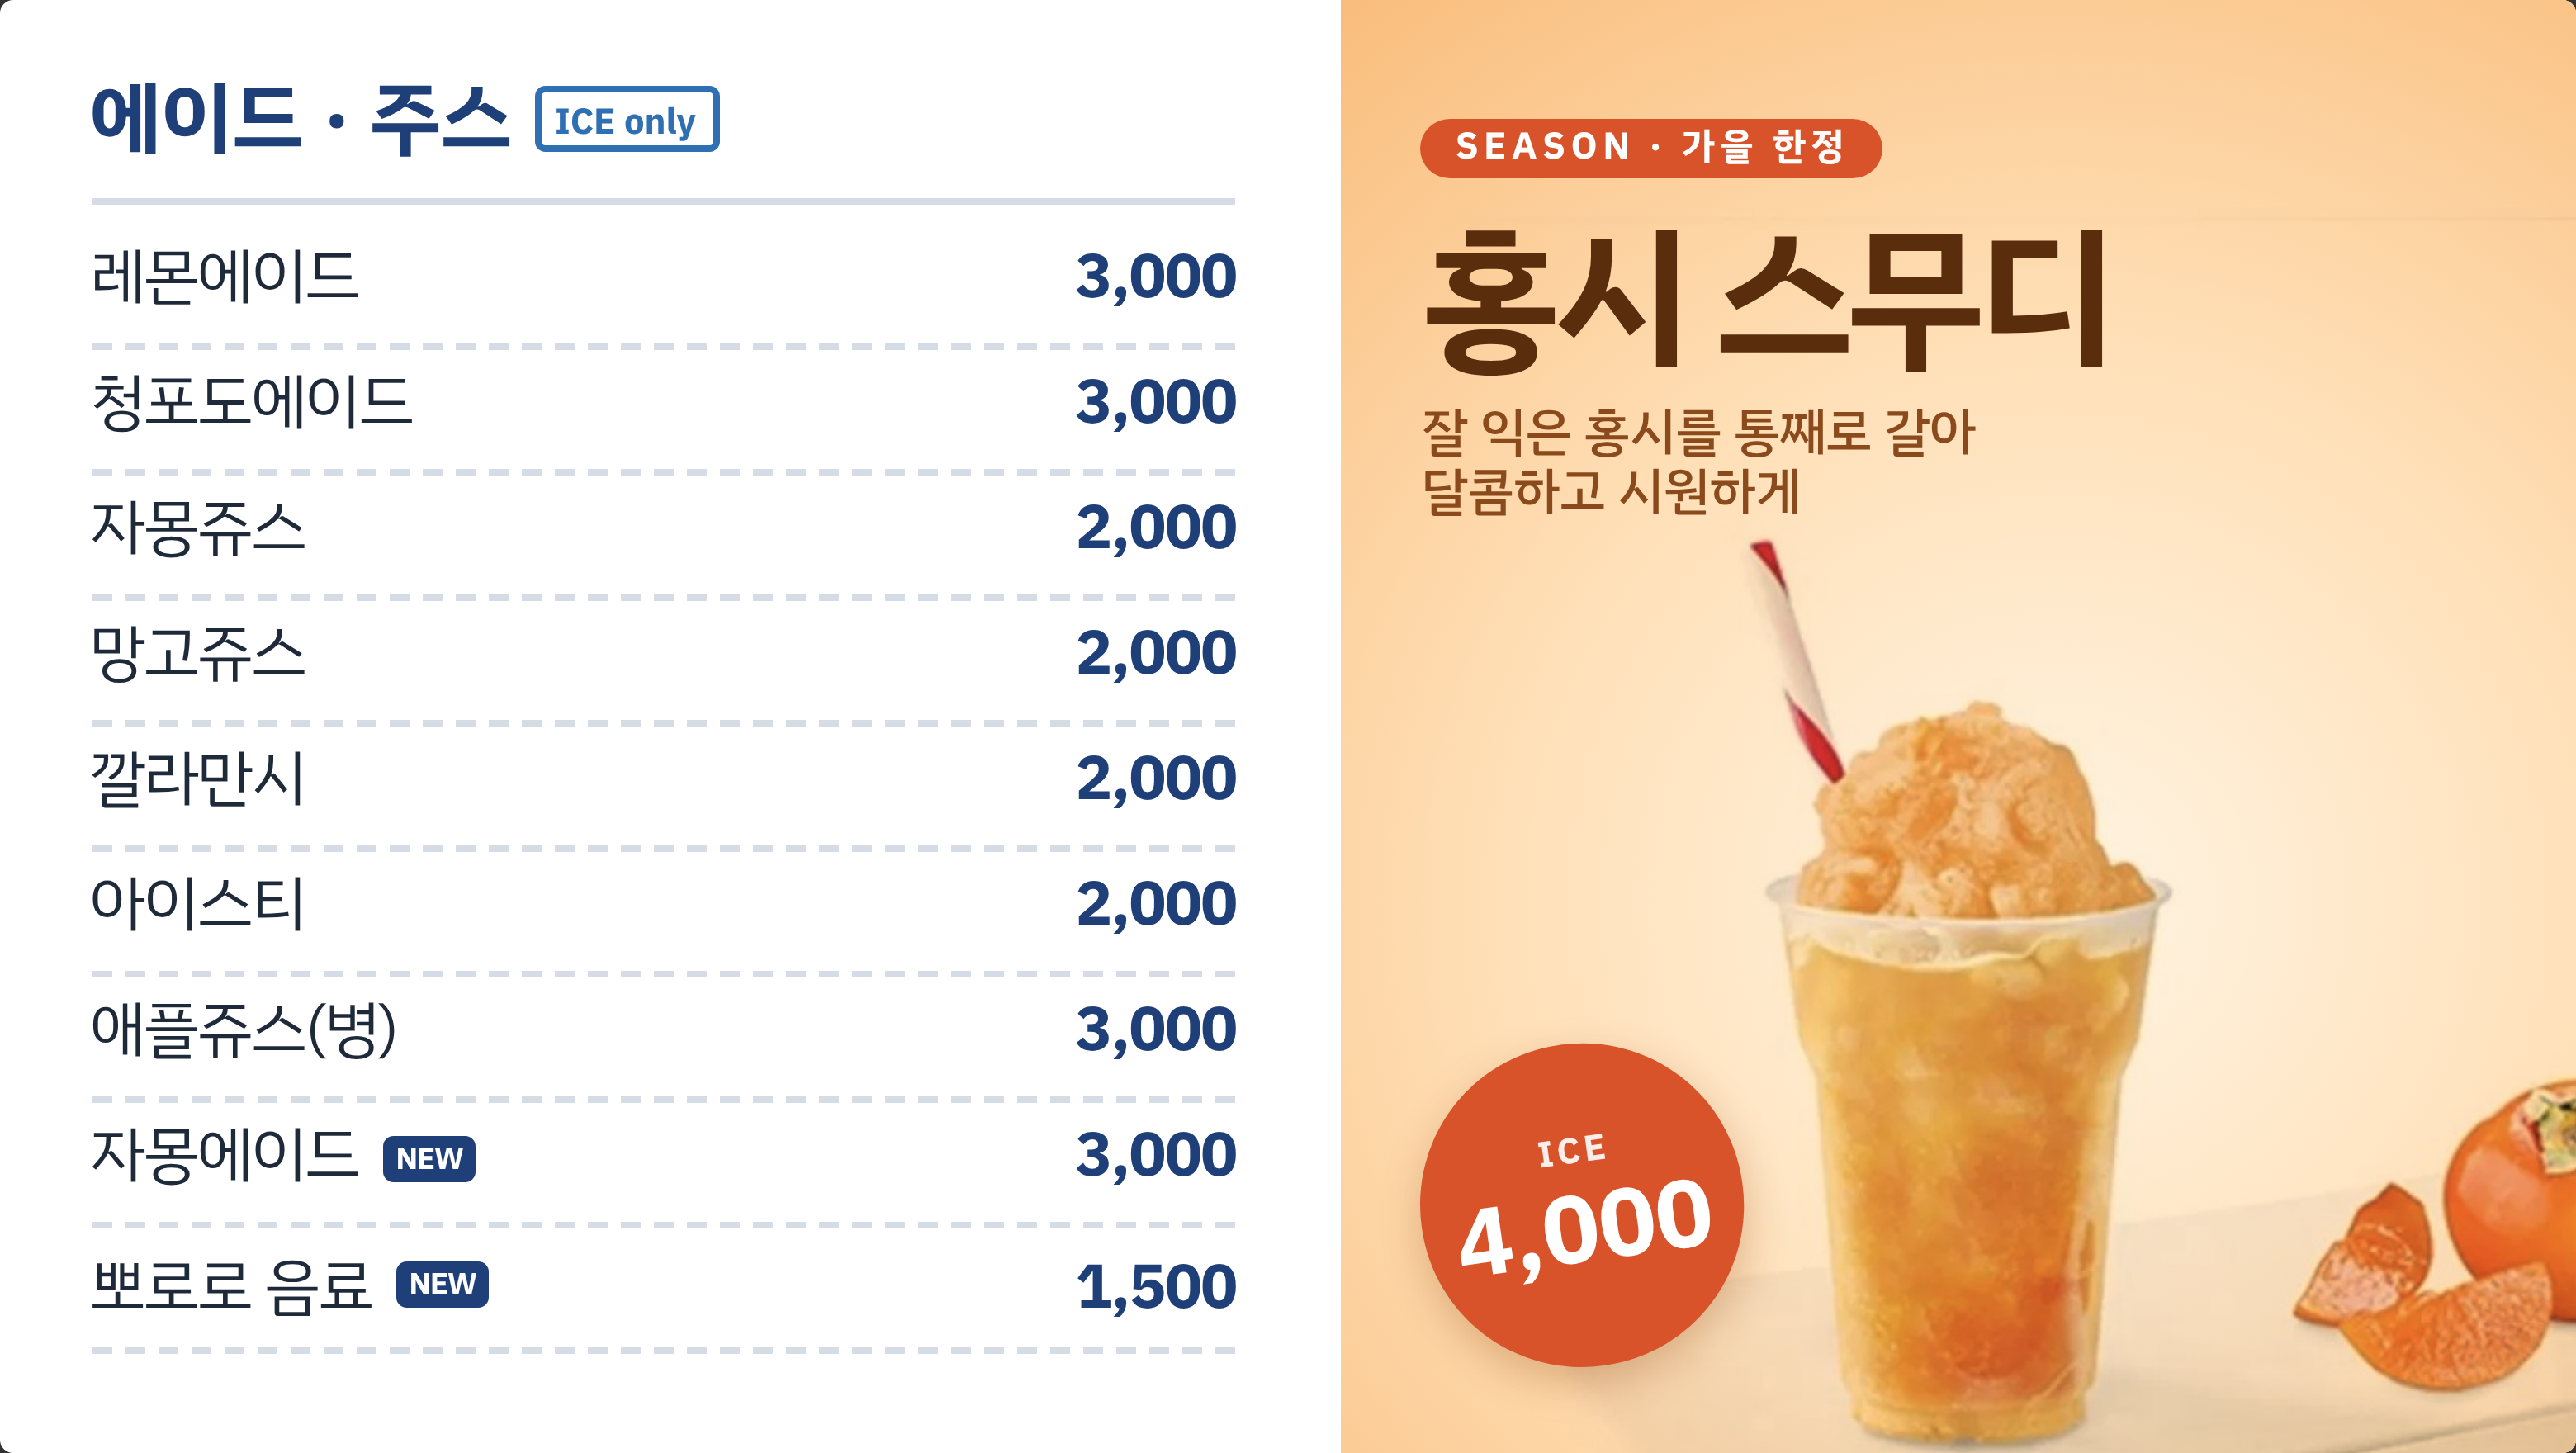 에이드 · 주스 ICE only
레몬에이드 3,000
청포도에이드 3,000
자몽쥬스 2,000
망고쥬스 2,000
깔라만시 2,000
아이스티 2,000
애플쥬스(병) 3,000
자몽에이드 NEW 3,000
뽀로로 음료 NEW 1,500
SEASON · 가을 한정
홍시 스무디
잘 익은 홍시를 통째로 갈아
달콤하고 시원하게
ICE
4,000